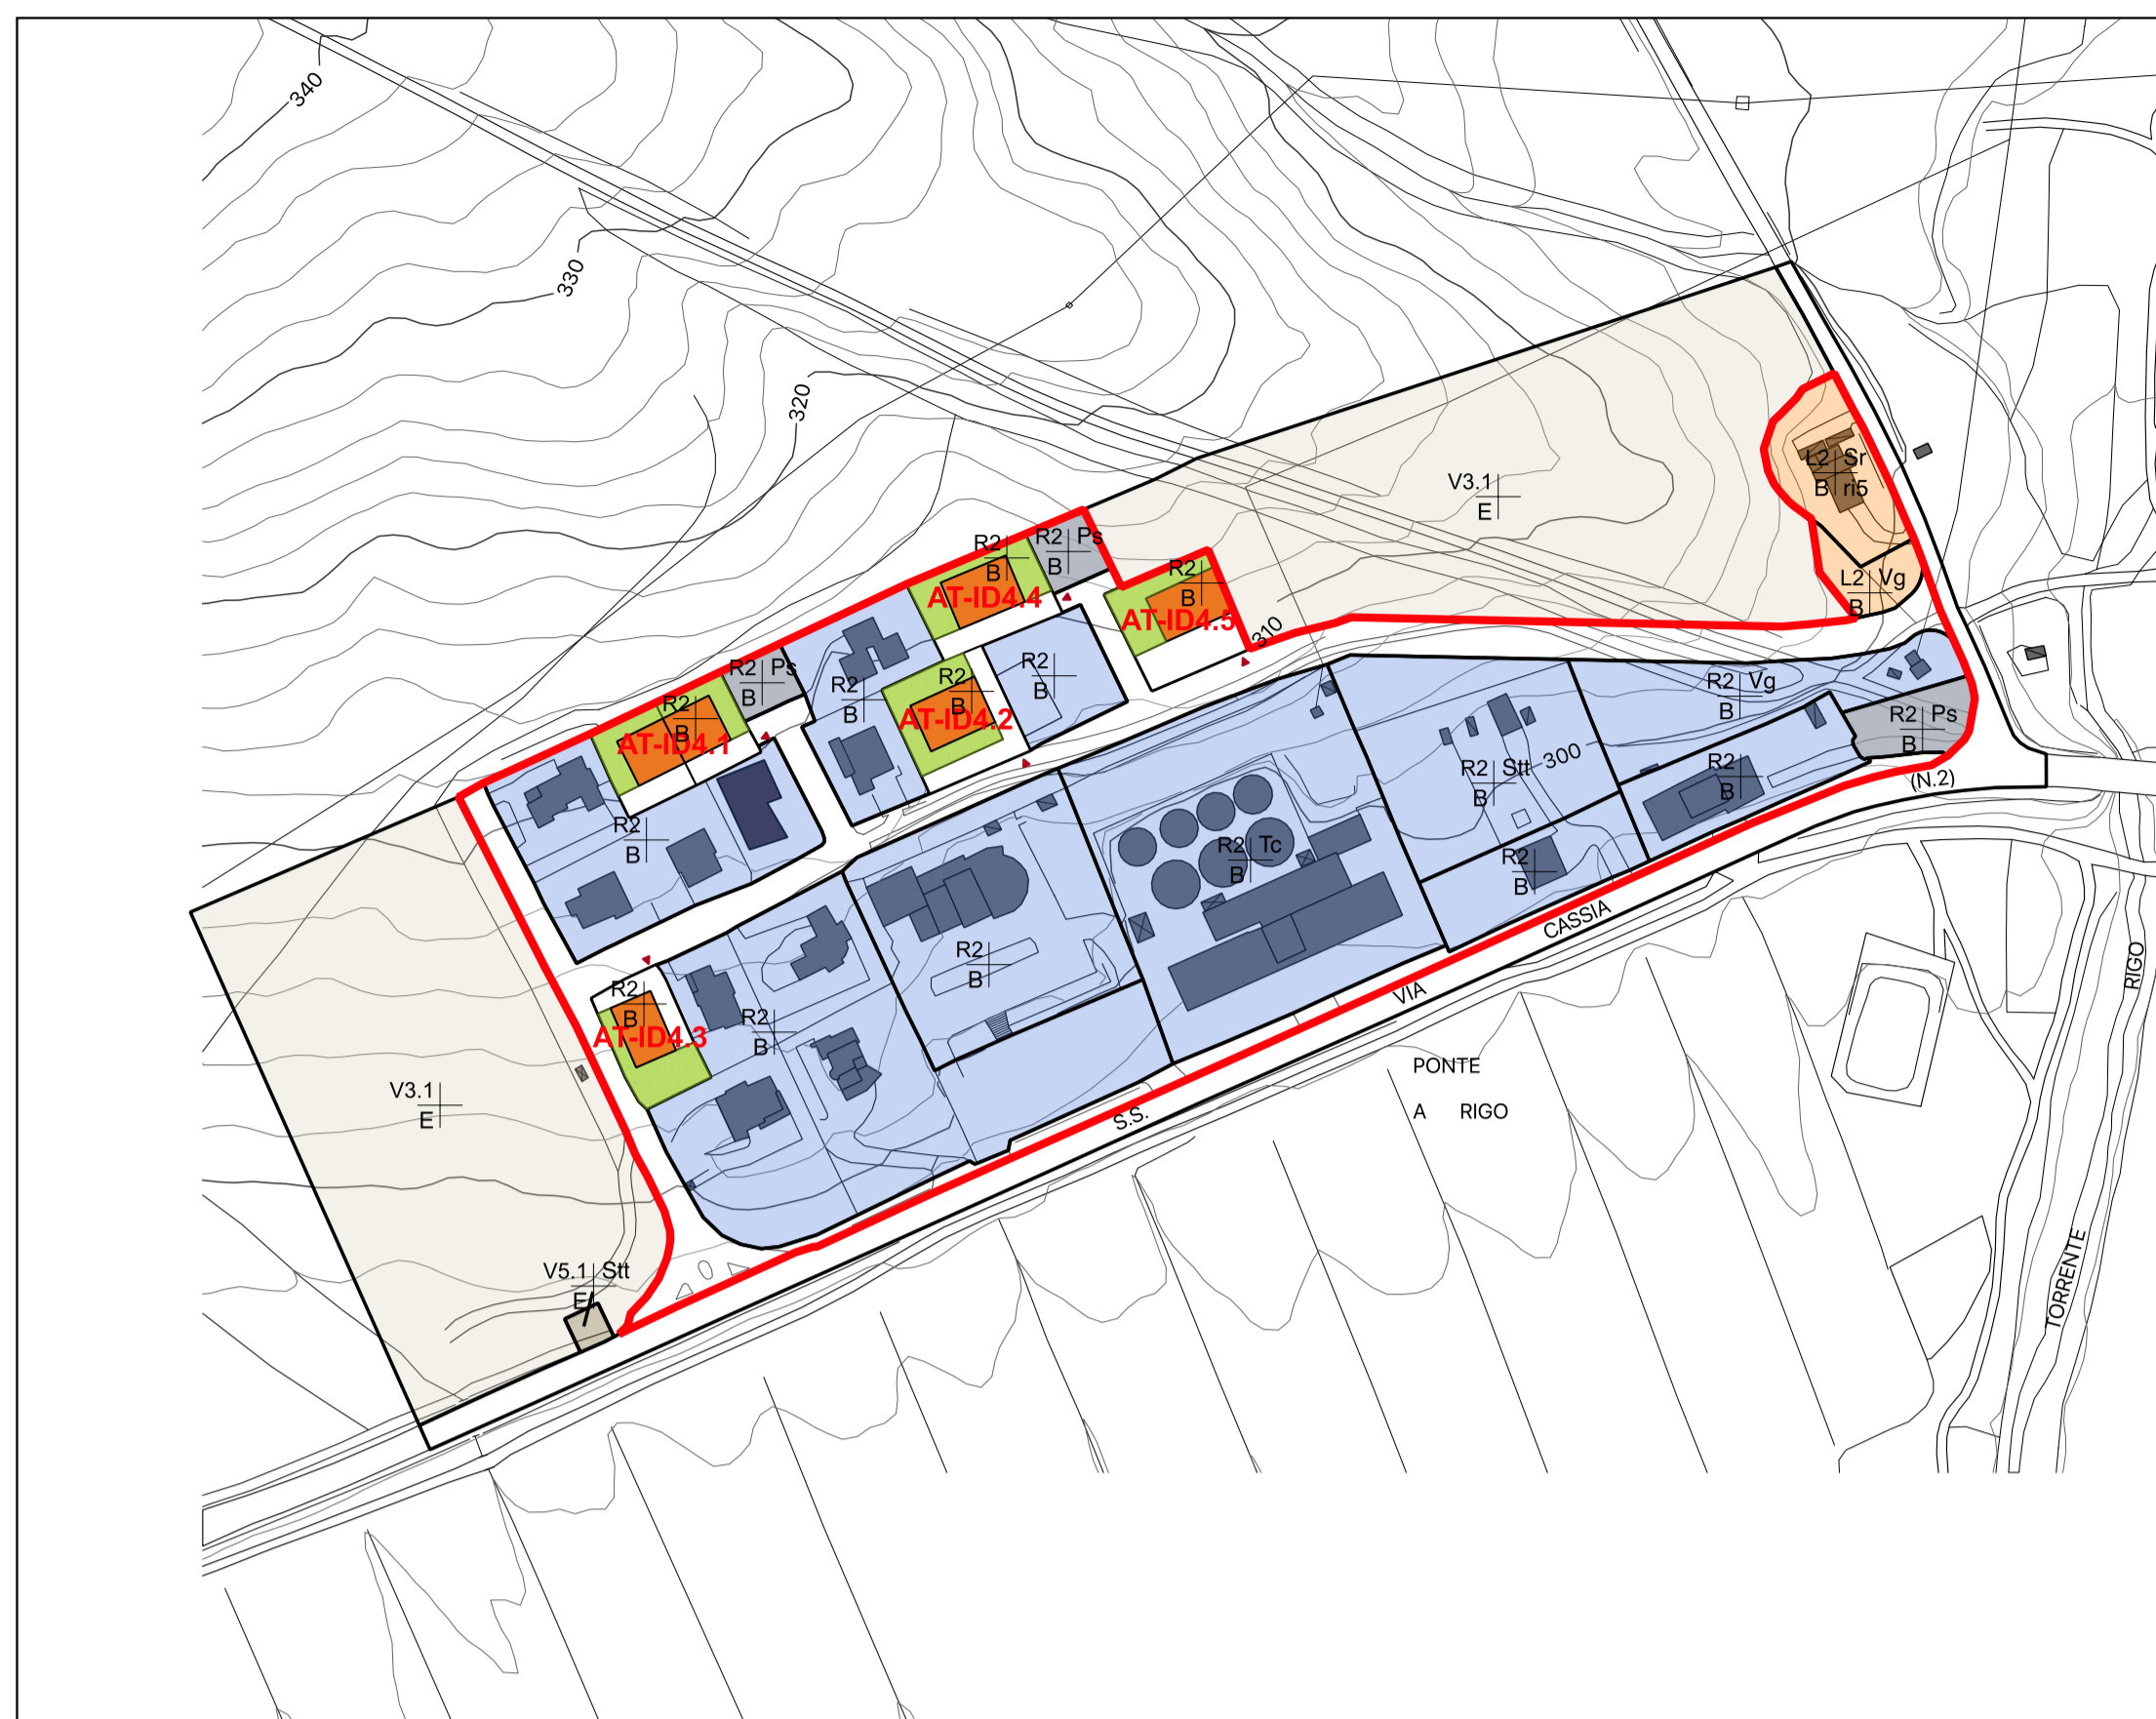 340
330
320
V3.1
E
L2 Sr
B ri5
R2
B
R2 Ps
B
AT-ID4.4
R2
B
AT-ID4.5
L2 Vg
B
310
R2 Ps
B
R2
B
R2
B
R2
B
AT-ID4.2
R2
B
AT-ID4.1
R2 Vg
B
R2 Ps
B
R2 Stt
B
300
R2
B
(N.2)
R2
B
R2 Tc
B
R2
B
CASSIA
VIA
S.S.
R2
B
R2
B
AT-ID4.3
R2
B
RIGO
PONTE
A RIGO
V3.1
E
V5.1 Stt
E
TORRENTE